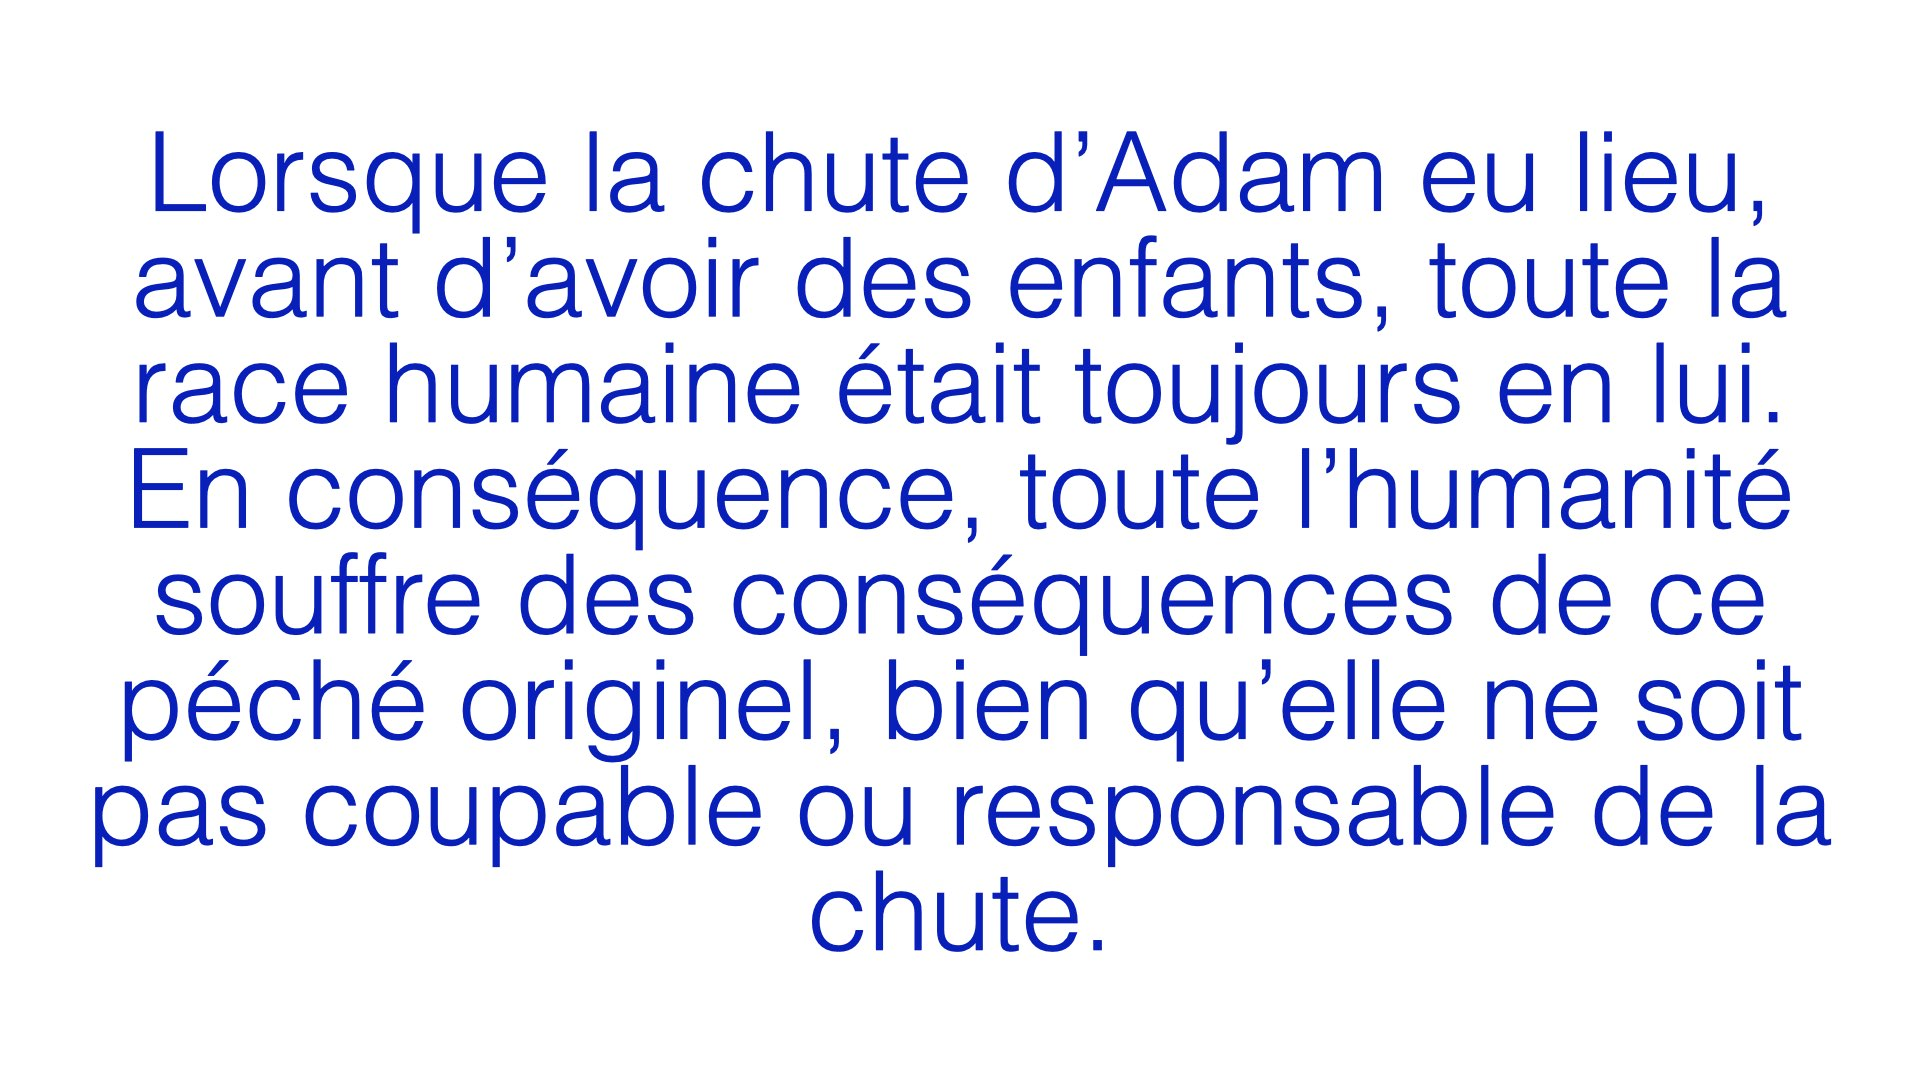 Lorsque la chute d’Adam eu lieu,
avant d’avoir des enfants, toute la
race humaine était toujours en lui.
En conséquence, toute l’humanité
souffre des conséquences de ce
péché originel, bien qu’elle ne soit
pas coupable ou responsable de la
chute.